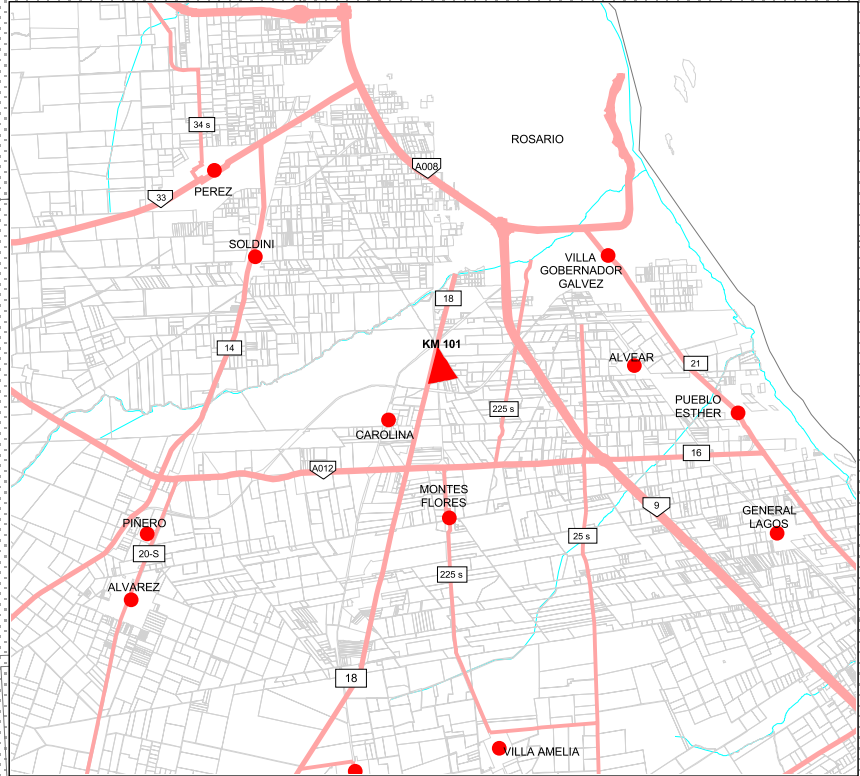 34 s
ROSARIO
A008
PEREZ
33
SOLDINI
VILLA
GOBERNADOR
GALVEZ
18
KM 101
14
ALVEAR
21
225 s
PUEBLO
ESTHER
CAROLINA
16
A012
MONTES
FLORES
9
GENERAL
LAGOS
PIÑERO
25 s
20-S
225 s
ALVAREZ
18
VILLA AMELIA